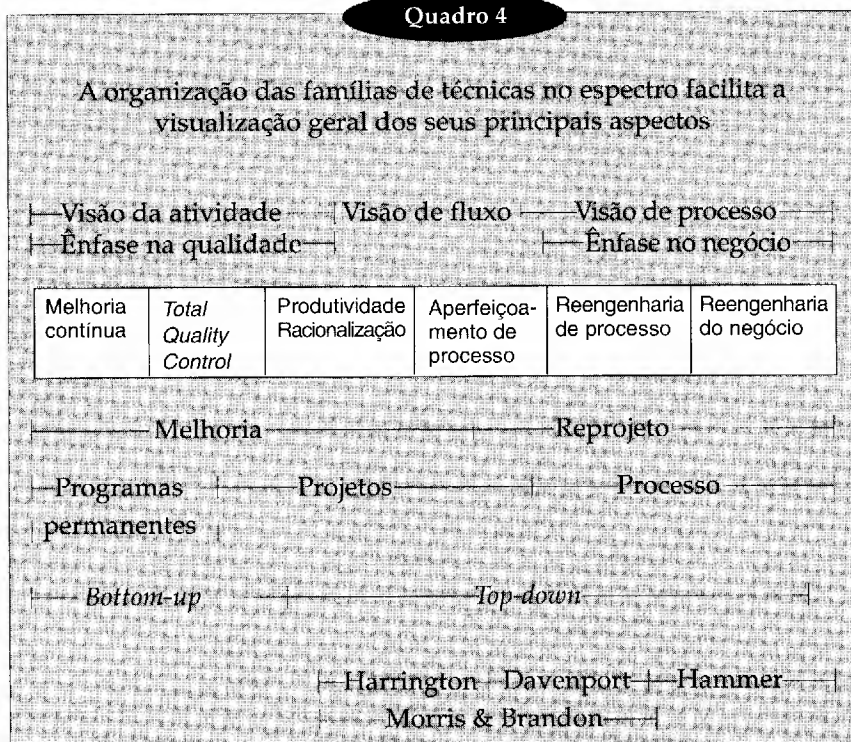 Quadro 4
A organização das famílias de técnicas no espectro facilita a
visualização geral dos seus principais aspectos
Visão da atividade Visão de fluxo Visão de processo
Ênfase na qualidade Ênfase no negócio
Melhoria contínua
Total Quality Control
Produtividade Racionalização
Aperfeiçoa-
mento de
processo
Reengenharia de processo
Reengenharia do negócio
Melhoria Reprojeto
Programas Projetos Processo
permanentes
Bottom-up Top-down
Harrington Davenport Hammer
Morris & Brandon